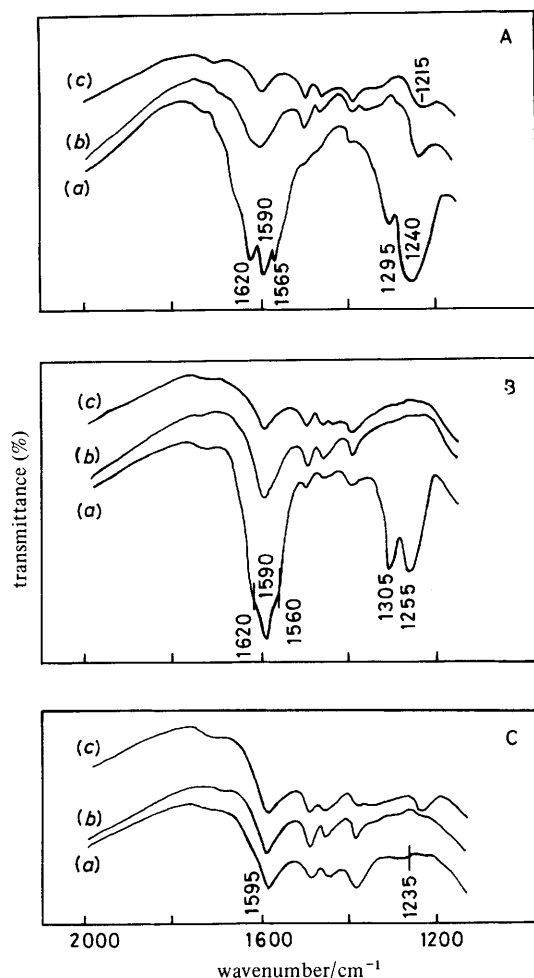 A
(c)
-1215
(b)
(a)
1620
1590
1565
1295
1240
B
(c)
(b)
(a)
1620
1590
1560
1305
1255
transmittance (%)
C
(c)
(b)
(a)
1595
1235
2000
1600
1200
wavenumber/cm⁻¹